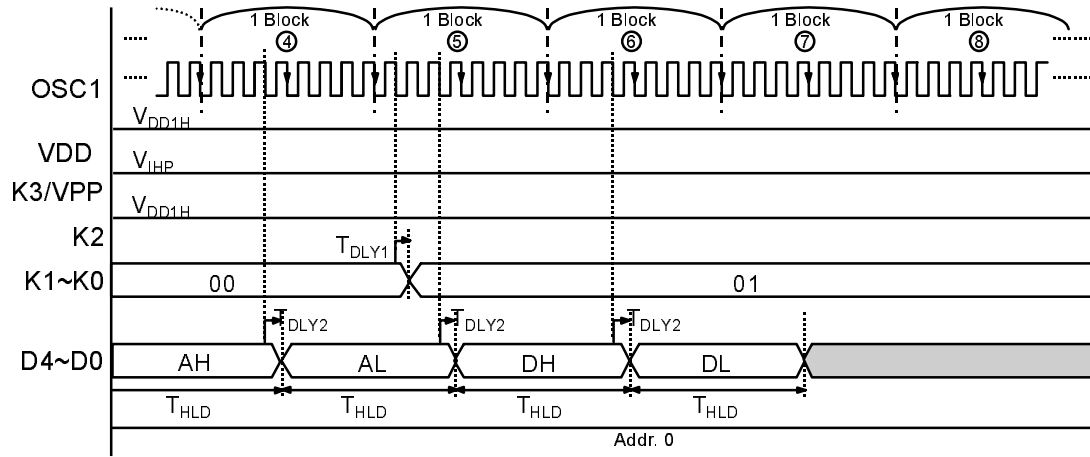 1 Block 1 Block 1 Block 1 Block 1 Block
④ ⑤ ⑥ ⑦ ⑧
OSC1
VDD1H
VDD
VIHP
K3/VPP
VDD1H
K2
TDLY1
K1~K0
00 01
TDLY2 TDLY2 TDLY2
D4~D0
AH AL DH DL
THLD THLD THLD THLD
Addr. 0